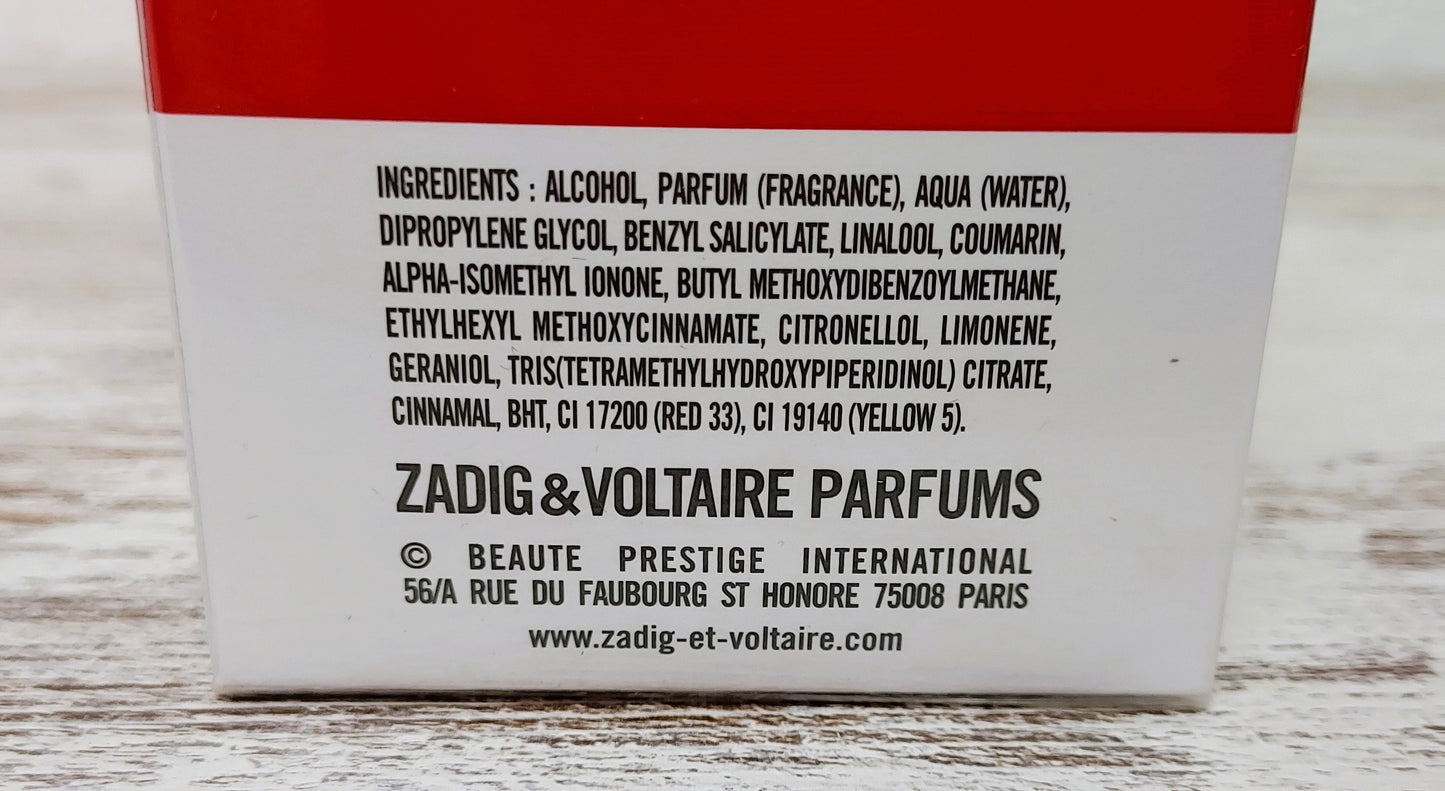 INGREDIENTS : ALCOHOL, PARFUM (FRAGRANCE), AQUA (WATER),
DIPROPYLENE GLYCOL, BENZYL SALICYLATE, LINALOOL, COUMARIN,
ALPHA-ISOMETHYL IONONE, BUTYL METHOXYDIBENZOYLMETHANE,
ETHYLHEXYL METHOXYCINNAMATE, CITRONELLOL, LIMONENE,
GERANIOL, TRIS(TETRAMETHYLHYDROXYPIPERIDINOL) CITRATE,
CINNAMAL, BHT, CI 17200 (RED 33), CI 19140 (YELLOW 5).
ZADIG&VOLTAIRE PARFUMS
© BEAUTE PRESTIGE INTERNATIONAL
56/A RUE DU FAUBOURG ST HONORE 75008 PARIS
www.zadig-et-voltaire.com